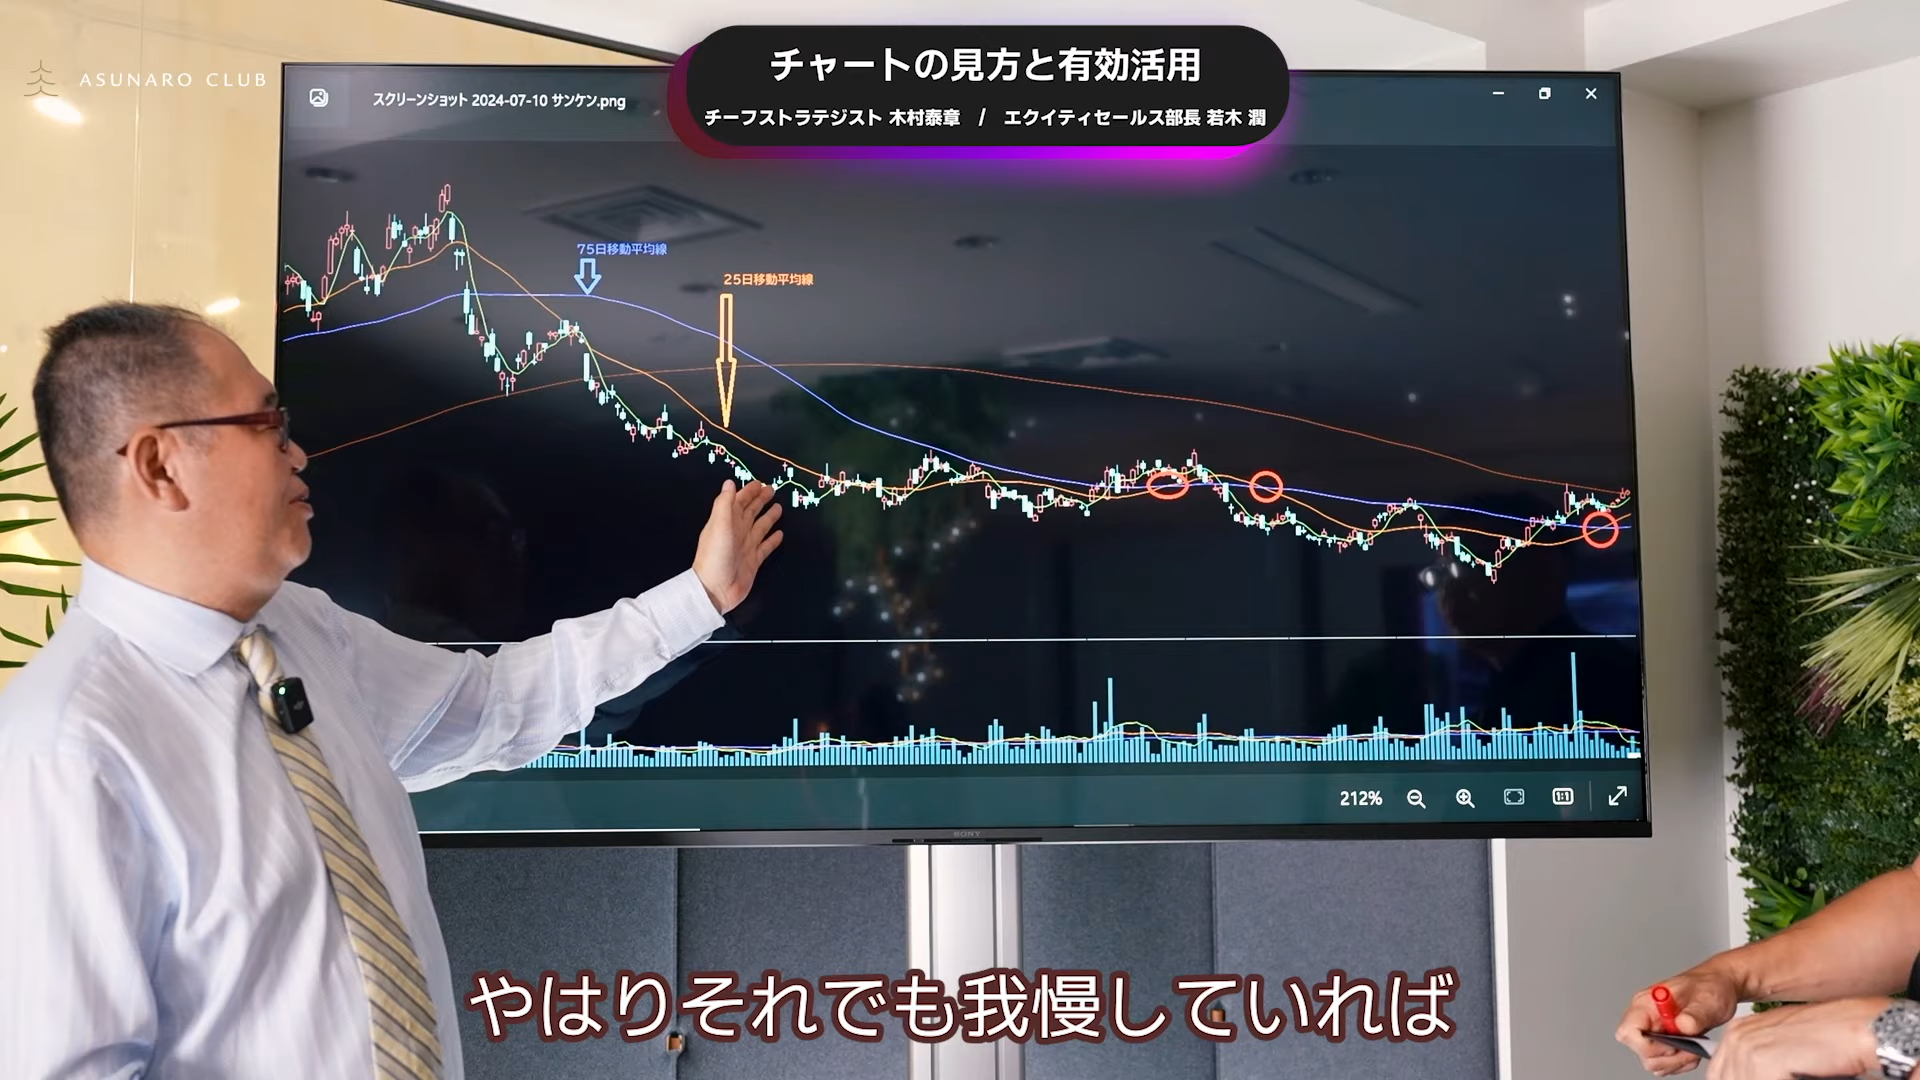 チャートの見方と有効活用
チーフストラテジスト 木村泰章 / エクイティセールス部長 若木 潤
ASUNARO CLUB
スクリーンショット 2024-07-10 サンケン.png
75日移動平均線
25日移動平均線
212%
1:1
SONY
やはりそれでも我慢していれば